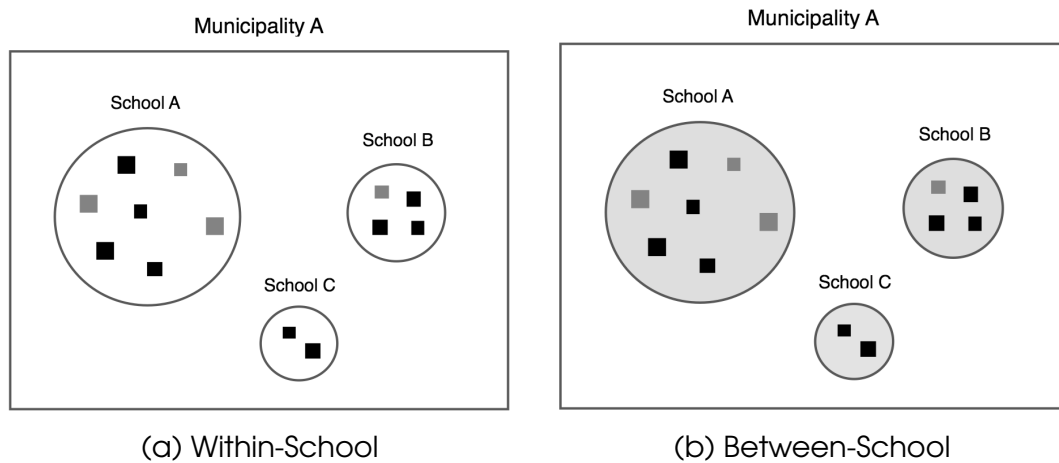 Municipality A
School A
School B
School C
(a) Within-School
Municipality A
School A
School B
School C
(b) Between-School